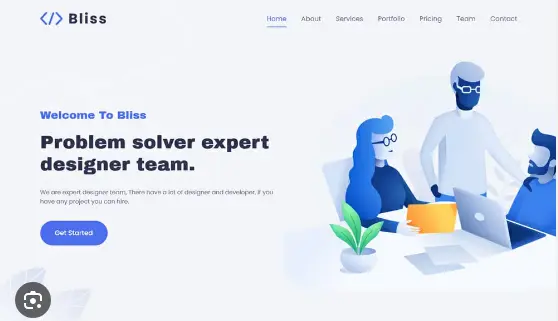 </> Bliss
Home About Services Portfolio Pricing Team Contact
Welcome To Bliss
Problem solver expert
designer team.
We are expert designer team, There have a lot of designer and developer. If you
have any project you can hire.
Get Started